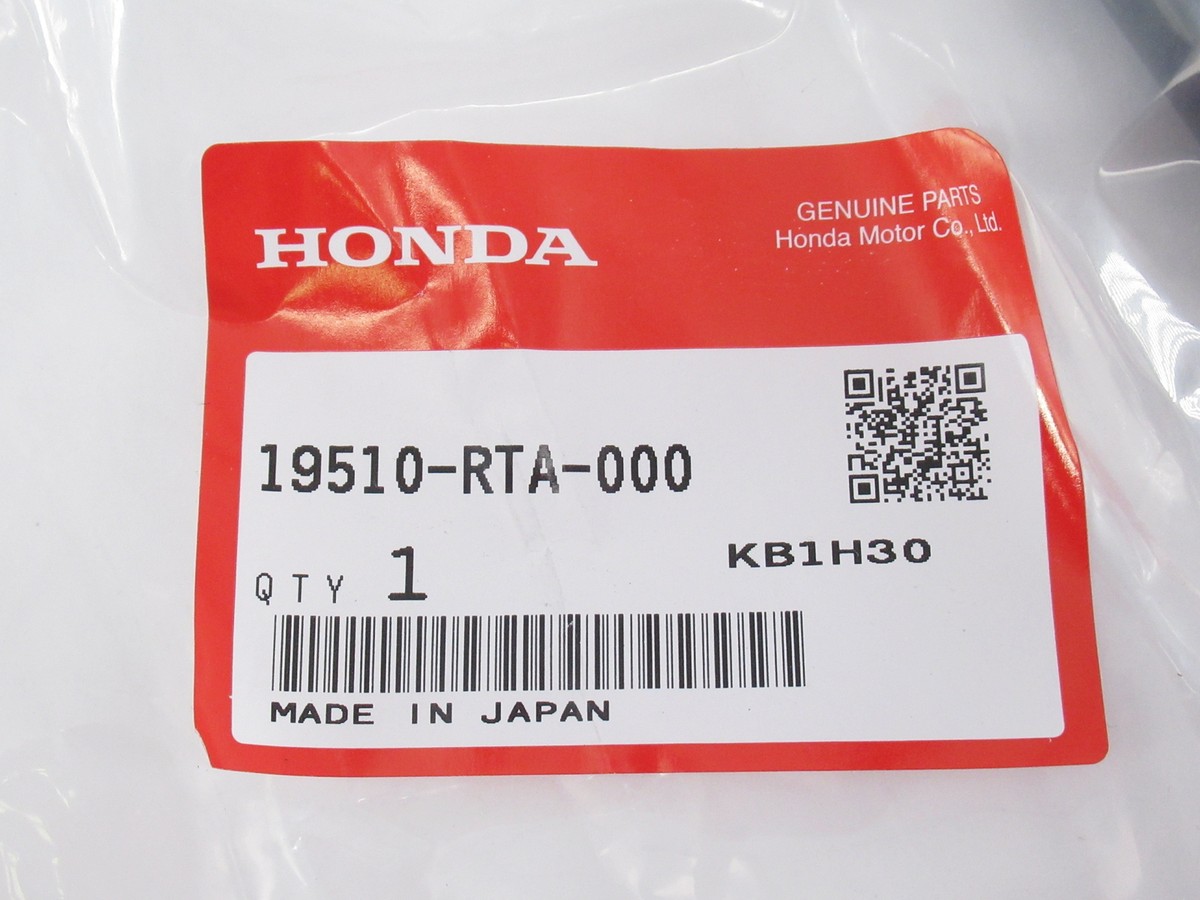 HONDA
GENUINE PARTS
Honda Motor Co., Ltd.
19510-RTA-000
KB1H30
QTY 1
MADE IN JAPAN